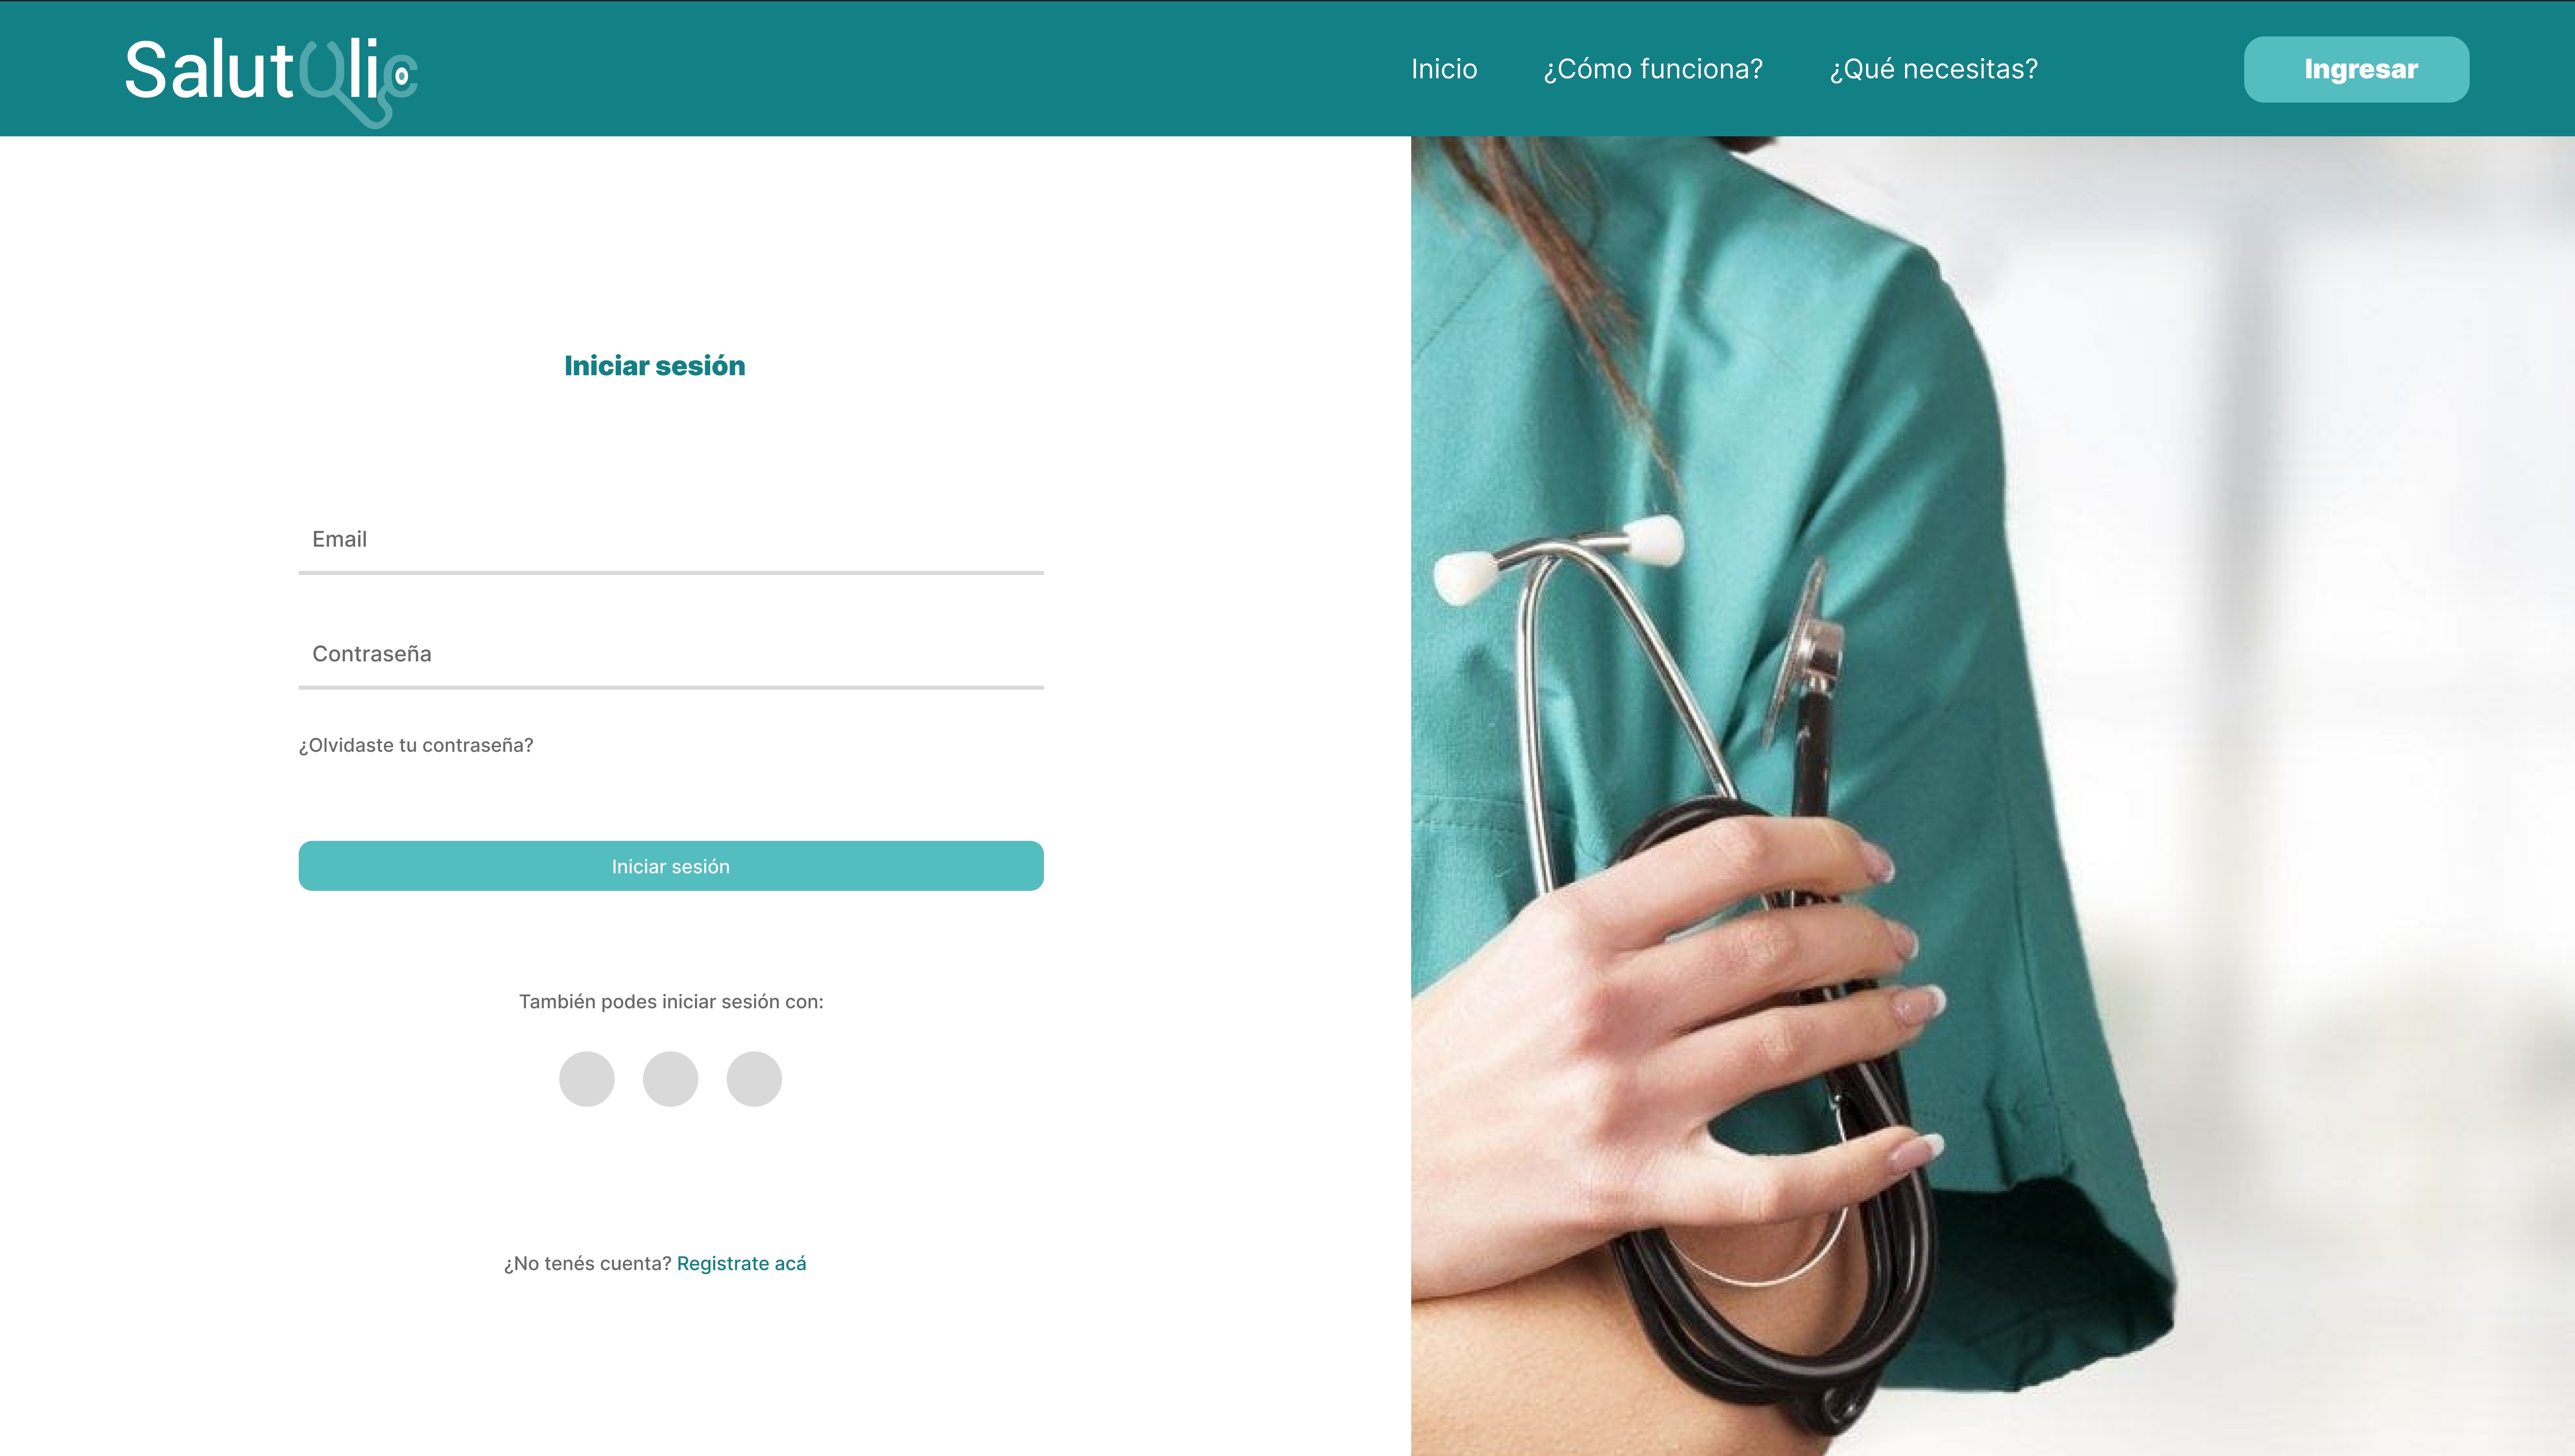 SalutUlic
Inicio ¿Cómo funciona? ¿Qué necesitas? Ingresar
Iniciar sesión
Email
Contraseña
¿Olvidaste tu contraseña?
Iniciar sesión
También podes iniciar sesión con:
¿No tenés cuenta? Registrate acá